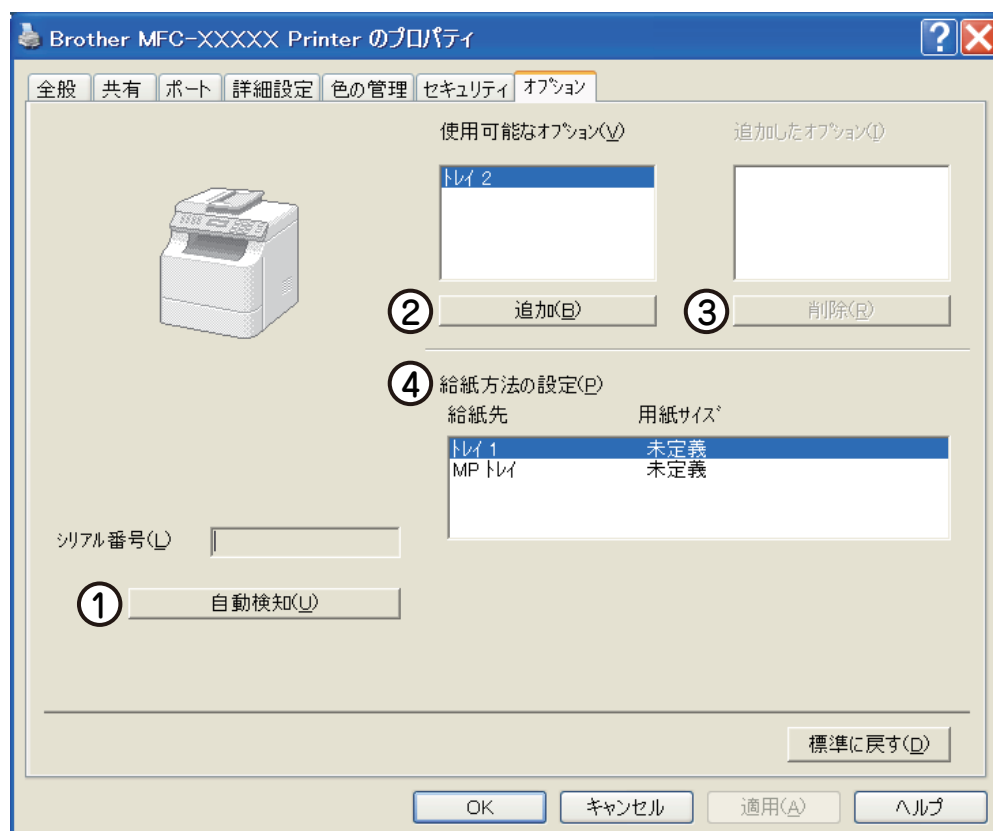 Brother MFC-XXXXX Printer のプロパティ
全般 共有 ポート 詳細設定 色の管理 セキュリティ オプション
使用可能なオプション(V) 追加したオプション(I)
トレイ 2
② 追加(B) ③ 削除(R)
④ 給紙方法の設定(P)
給紙先 用紙サイズ
トレイ 1 未定義
MP トレイ 未定義
シリアル番号(L)
① 自動検知(U)
標準に戻す(D)
OK キャンセル 適用(A) ヘルプ